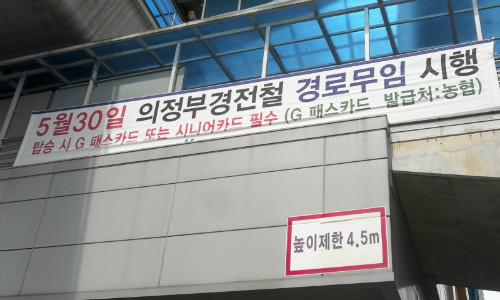 5월30일 의정부경전철 경로무임 시행
탑승 시 G 패스카드 또는 시니어카드 필수 (G 패스카드 발급처:농협)
높이제한 4.5m